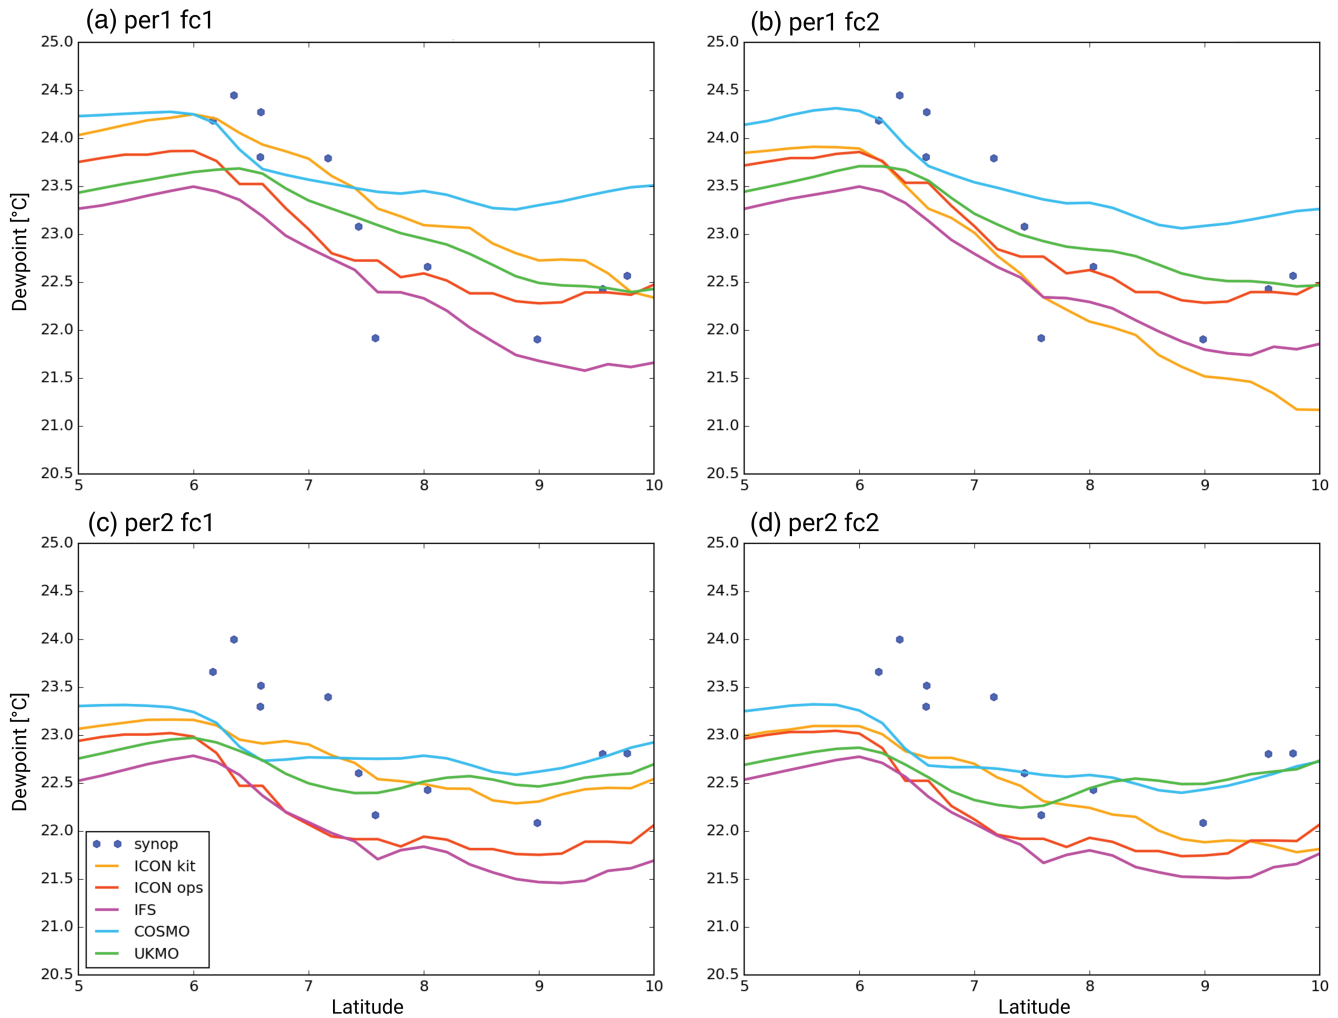 (a) per1 fc1
(b) per1 fc2
25.0
24.5
24.0
23.5
23.0
22.5
22.0
21.5
21.0
20.5
Dewpoint [°C]
5 6 7 8 9 10
25.0
24.5
24.0
23.5
23.0
22.5
22.0
21.5
21.0
20.5
5 6 7 8 9 10
(c) per2 fc1
(d) per2 fc2
25.0
24.5
24.0
23.5
23.0
22.5
22.0
21.5
21.0
20.5
Dewpoint [°C]
synop
ICON kit
ICON ops
IFS
COSMO
UKMO
5 6 7 8 9 10
Latitude
25.0
24.5
24.0
23.5
23.0
22.5
22.0
21.5
21.0
20.5
5 6 7 8 9 10
Latitude